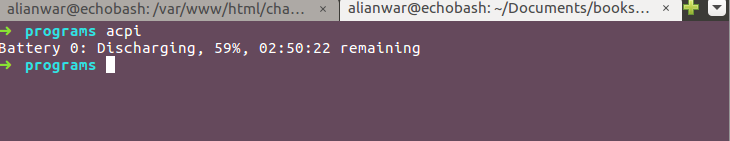 alianwar@echobash: /var/www/html/cha... × alianwar@echobash: ~/Documents/books... ×
➜ programs acpi
Battery 0: Discharging, 59%, 02:50:22 remaining
➜ programs